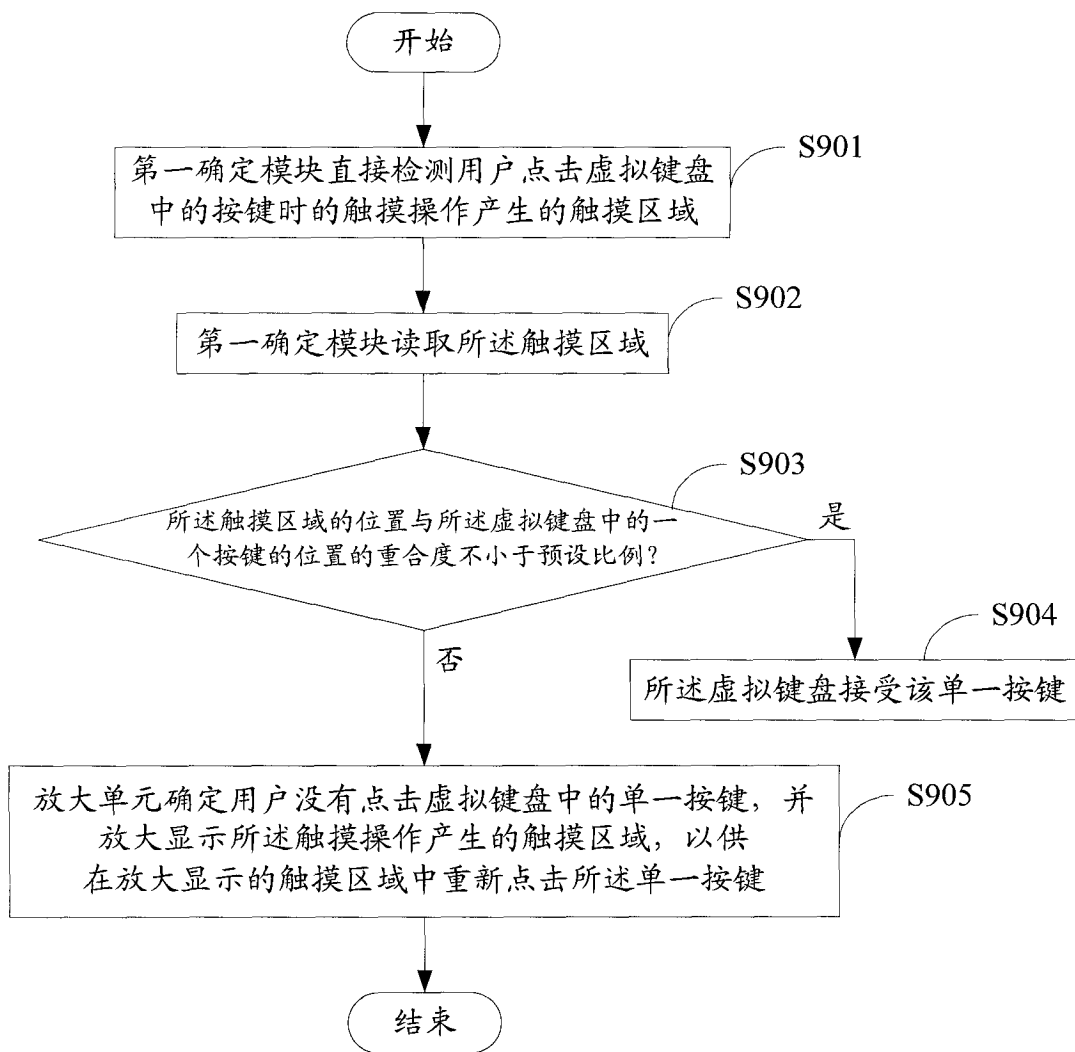 开始
第一确定模块直接检测用户点击虚拟键盘
中的按键时的触摸操作产生的触摸区域
S901
第一确定模块读取所述触摸区域
S902
所述触摸区域的位置与所述虚拟键盘中的一
个按键的位置的重合度不小于预设比例?
S903
是
所述虚拟键盘接受该单一按键
S904
否
放大单元确定用户没有点击虚拟键盘中的单一按键，并
放大显示所述触摸操作产生的触摸区域，以供
在放大显示的触摸区域中重新点击所述单一按键
S905
结束